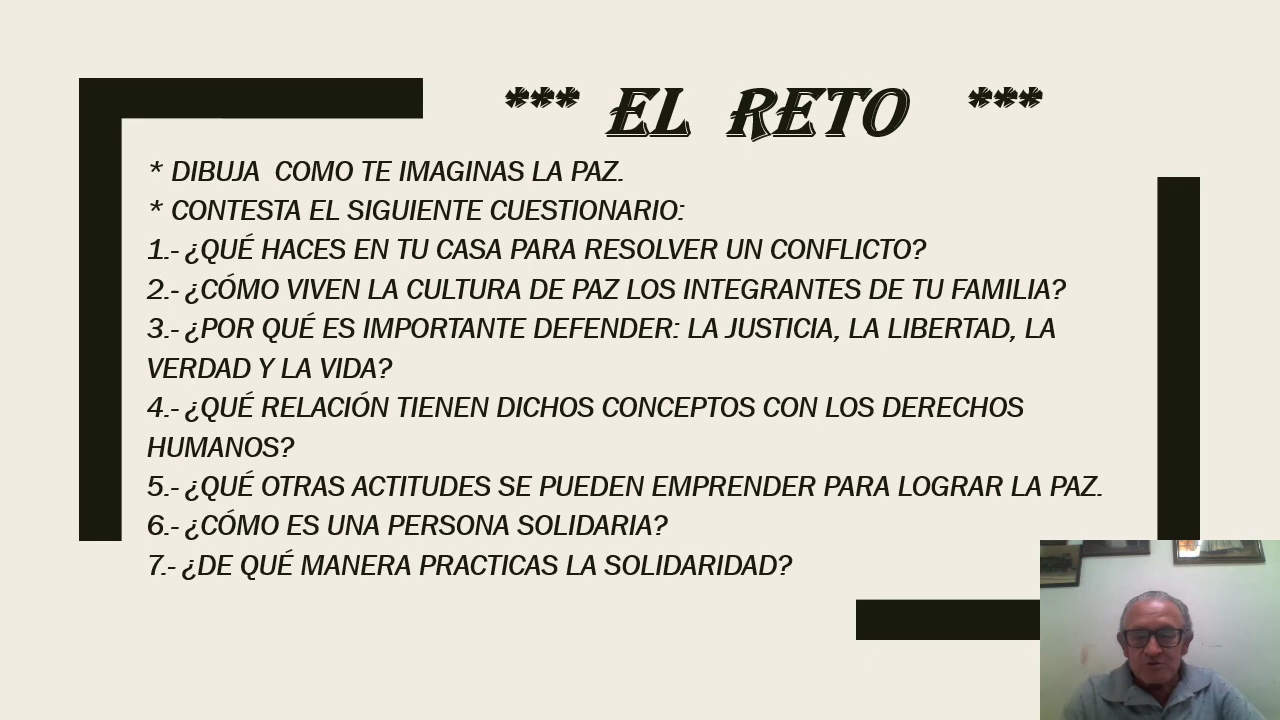 *** EL RETO ***
* DIBUJA COMO TE IMAGINAS LA PAZ.
* CONTESTA EL SIGUIENTE CUESTIONARIO:
1.- ¿QUÉ HACES EN TU CASA PARA RESOLVER UN CONFLICTO?
2.- ¿CÓMO VIVEN LA CULTURA DE PAZ LOS INTEGRANTES DE TU FAMILIA?
3.- ¿POR QUÉ ES IMPORTANTE DEFENDER: LA JUSTICIA, LA LIBERTAD, LA
VERDAD Y LA VIDA?
4.- ¿QUÉ RELACIÓN TIENEN DICHOS CONCEPTOS CON LOS DERECHOS
HUMANOS?
5.- ¿QUÉ OTRAS ACTITUDES SE PUEDEN EMPRENDER PARA LOGRAR LA PAZ.
6.- ¿CÓMO ES UNA PERSONA SOLIDARIA?
7.- ¿DE QUÉ MANERA PRACTICAS LA SOLIDARIDAD?